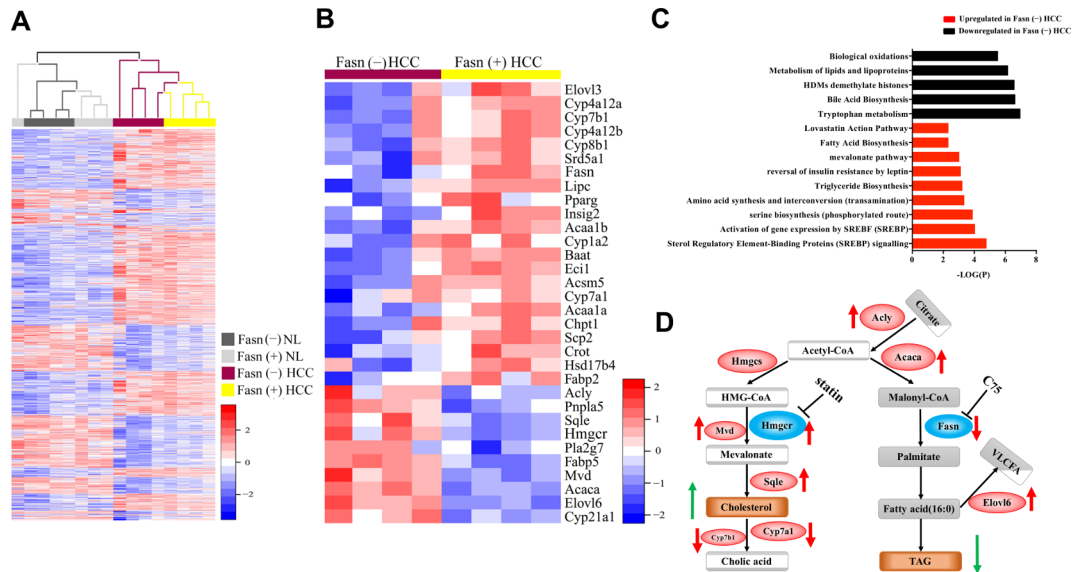 A
Fasn (−) NL
Fasn (+) NL
Fasn (−) HCC
Fasn (+) HCC
2
0
−2
B
Fasn (−) HCC
Fasn (+) HCC
Elovl3
Cyp4a12a
Cyp7b1
Cyp4a12b
Cyp8b1
Srd5a1
Fasn
Lipc
Pparg
Insig2
Acaa1b
Cyp1a2
Baat
Eci1
Acsm5
Cyp7a1
Acaa1a
Chpt1
Scp2
Crot
Hsd17b4
Fabp2
Acly
Pnpla5
Sqle
Hmgcr
Pla2g7
Fabp5
Mvd
Acaca
Elovl6
Cyp21a1
2
1
0
−1
−2
C
Upregulated in Fasn (−) HCC
Downregulated in Fasn (−) HCC
Biological oxidations
Metabolism of lipids and lipoproteins
HDMs demethylate histones
Bile Acid Biosynthesis
Tryptophan metabolism
Lovastatin Action Pathway
Fatty Acid Biosynthesis
mevalonate pathway
reversal of insulin resistance by leptin
Triglyceride Biosynthesis
Amino acid synthesis and interconversion (transamination)
serine biosynthesis (phosphorylated route)
Activation of gene expression by SREBF (SREBP)
Sterol Regulatory Element-Binding Proteins (SREBP) signalling
0 2 4 6 8
-LOG(P)
D
Acly
Citrate
Acetyl-CoA
Hmgcs
Acaca
statin
C75
HMG-CoA
Malonyl-CoA
Mvd
Hmgcr
Fasn
Mevalonate
Palmitate
VLCFA
Sqle
Elovl6
Cholesterol
Fatty acid(16:0)
Cyp7b1
Cyp7a1
Cholic acid
TAG